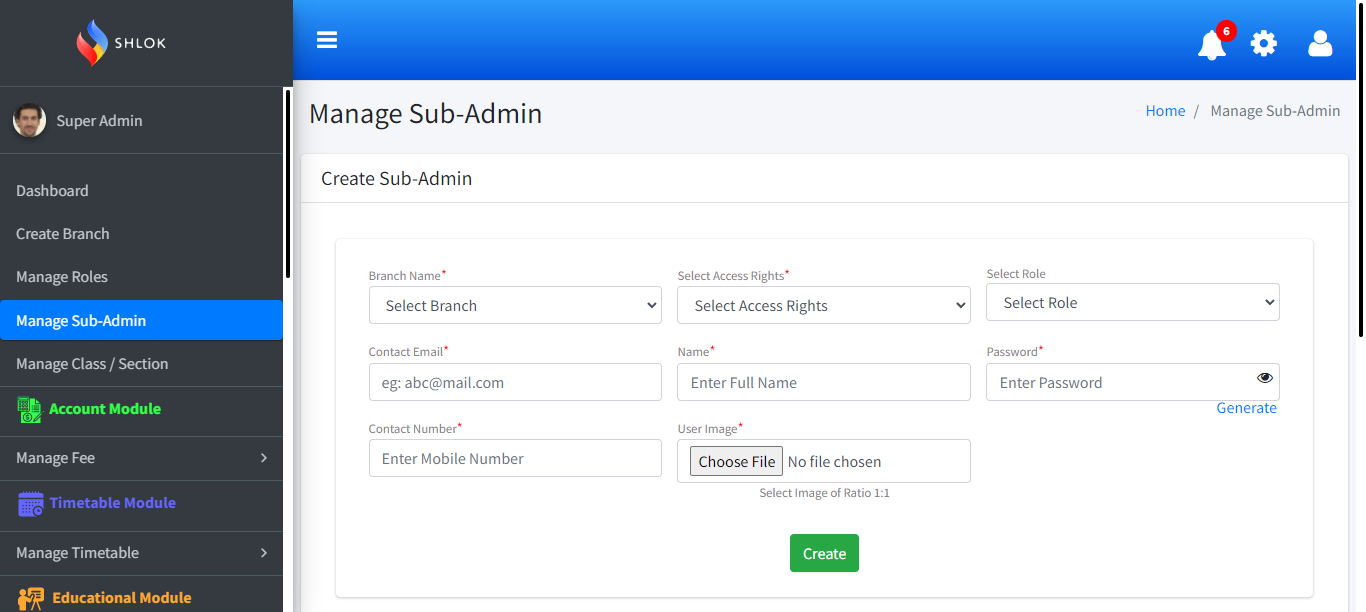 SHLOK
6
Super Admin
Manage Sub-Admin
Home / Manage Sub-Admin
Dashboard
Create Branch
Manage Roles
Manage Sub-Admin
Manage Class / Section
Account Module
Manage Fee
Timetable Module
Manage Timetable
Educational Module
Create Sub-Admin
Branch Name*
Select Access Rights*
Select Role
Select Branch
Select Access Rights
Select Role
Contact Email*
Name*
Password*
eg: abc@mail.com
Enter Full Name
Enter Password
Generate
Contact Number*
User Image*
Enter Mobile Number
Choose File No file chosen
Select Image of Ratio 1:1
Create